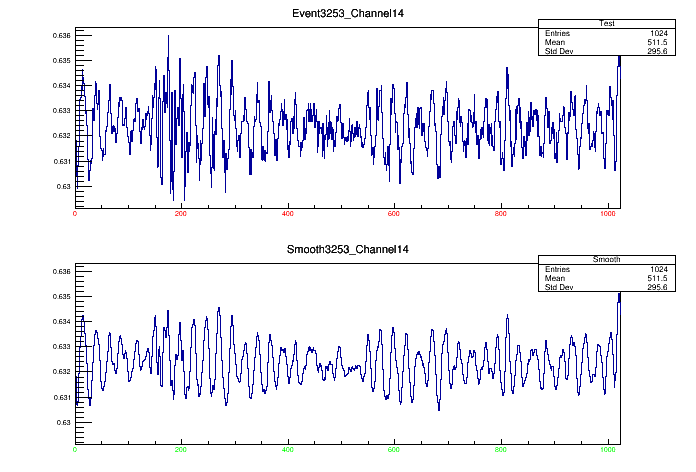 Event3253_Channel14
Test
Entries 1024
Mean 511.5
Std Dev 295.6
0.636
0.635
0.634
0.633
0.632
0.631
0.63
0 200 400 600 800 1000
Smooth3253_Channel14
Smooth
Entries 1024
Mean 511.5
Std Dev 295.6
0.636
0.635
0.634
0.633
0.632
0.631
0.63
0 200 400 600 800 1000